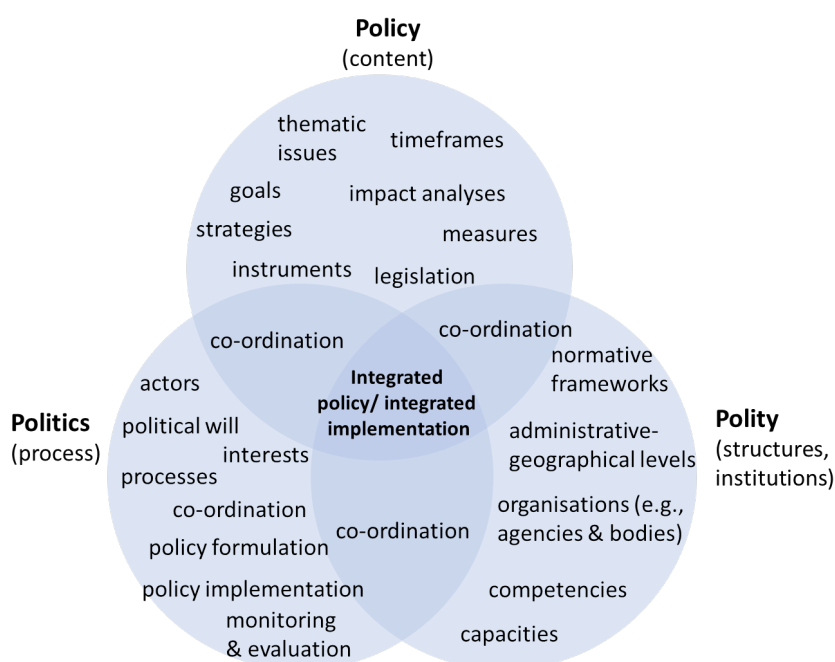 Policy
(content)
thematic
issues
timeframes
goals
impact analyses
strategies
measures
instruments
legislation
co-ordination
co-ordination
normative
frameworks
Integrated
policy/ integrated
implementation
actors
Politics
(process)
political will
interests
processes
co-ordination
policy formulation
policy implementation
monitoring
& evaluation
co-ordination
Polity
(structures,
institutions)
administrative-
geographical levels
organisations (e.g.,
agencies & bodies)
competencies
capacities